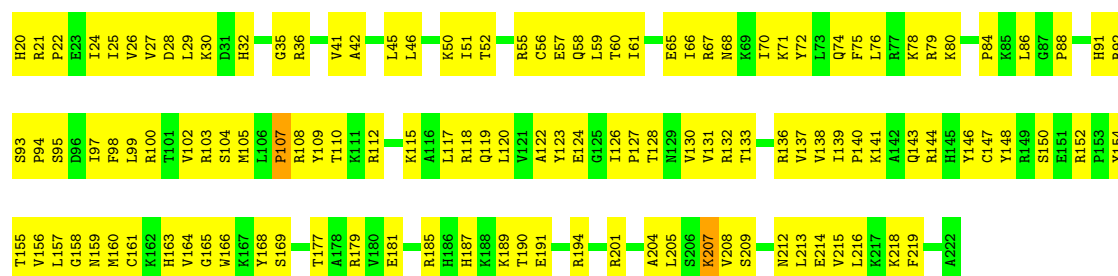 H20 R21 P22 E23 I24 I25 V26 V27 D28 L29 K30 D31 H32 G35 R36 V41 A42 L45 L46 K50 I51 T52 R55 C56 E57 Q58 L59 T60 I61 E65 I66 R67 N68 K69 I70 K71 Y72 L73 Q74 F75 L76 R77 K78 R79 K80 P84 K85 L86 G87 P88 H91 P92
S93 P94 S95 D96 I97 F98 L99 R100 T101 V102 R103 S104 M105 L106 P107 R108 Y109 T110 K111 R112 K115 A116 L117 R118 Q119 L120 V121 A122 Y123 E124 G125 I126 P127 T128 N129 V130 V131 R132 T133 R136 V137 V138 I139 P140 K141 A142 Q143 R144 H145 Y146 C147 Y148 R149 S150 E151 R152 P153 Y154
T155 V156 L157 G158 N159 M160 C161 K162 H163 V164 G165 W166 K167 Y168 S169 T177 A178 R179 V180 E181 R185 H186 H187 K188 K189 T190 E191 R194 R201 A204 L205 S206 K207 V208 S209 N212 L213 E214 V215 L216 K217 K218 F219 A222